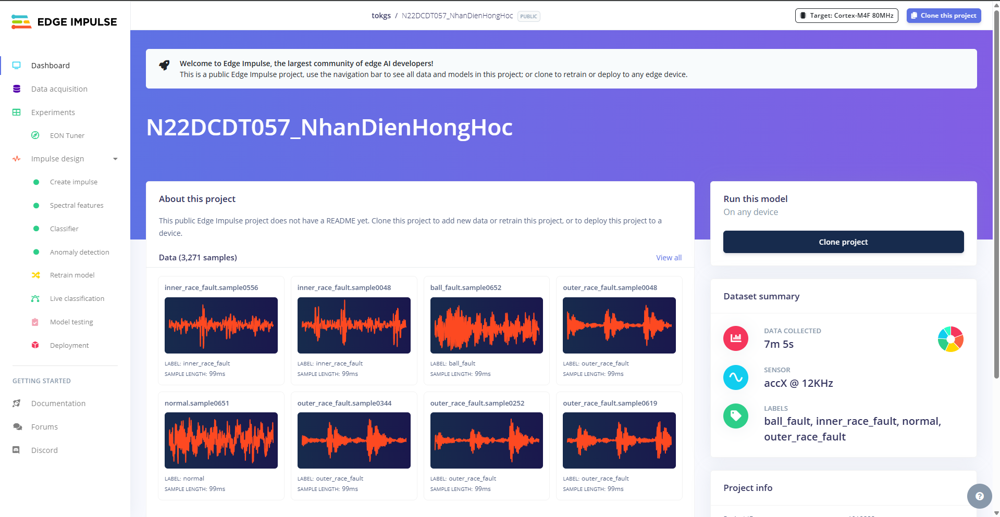 EDGE IMPULSE
tokgs / N22DCDT057_NhanDienHongHoc PUBLIC
Target: Cortex-M4F 80MHz
Clone this project
Dashboard
Data acquisition
Experiments
EON Tuner
Impulse design
Create impulse
Spectral features
Classifier
Anomaly detection
Retrain model
Live classification
Model testing
Deployment
GETTING STARTED
Documentation
Forums
Discord
Welcome to Edge Impulse, the largest community of edge AI developers!
This is a public Edge Impulse project, use the navigation bar to see all data and models in this project; or clone to retrain or deploy to any edge device.
N22DCDT057_NhanDienHongHoc
About this project
This public Edge Impulse project does not have a README yet. Clone this project to add new data or retrain this project, or to deploy this project to a
device.
Data (3,271 samples)
View all
inner_race_fault.sample0556
LABEL: inner_race_fault
SAMPLE LENGTH: 99ms
inner_race_fault.sample0048
LABEL: inner_race_fault
SAMPLE LENGTH: 99ms
ball_fault.sample0652
LABEL: ball_fault
SAMPLE LENGTH: 99ms
outer_race_fault.sample0048
LABEL: outer_race_fault
SAMPLE LENGTH: 99ms
normal.sample0651
LABEL: normal
SAMPLE LENGTH: 99ms
outer_race_fault.sample0344
LABEL: outer_race_fault
SAMPLE LENGTH: 99ms
outer_race_fault.sample0252
LABEL: outer_race_fault
SAMPLE LENGTH: 99ms
outer_race_fault.sample0619
LABEL: outer_race_fault
SAMPLE LENGTH: 99ms
Run this model
On any device
Clone project
Dataset summary
DATA COLLECTED
7m 5s
SENSOR
accX @ 12KHz
LABELS
ball_fault, inner_race_fault, normal,
outer_race_fault
Project info